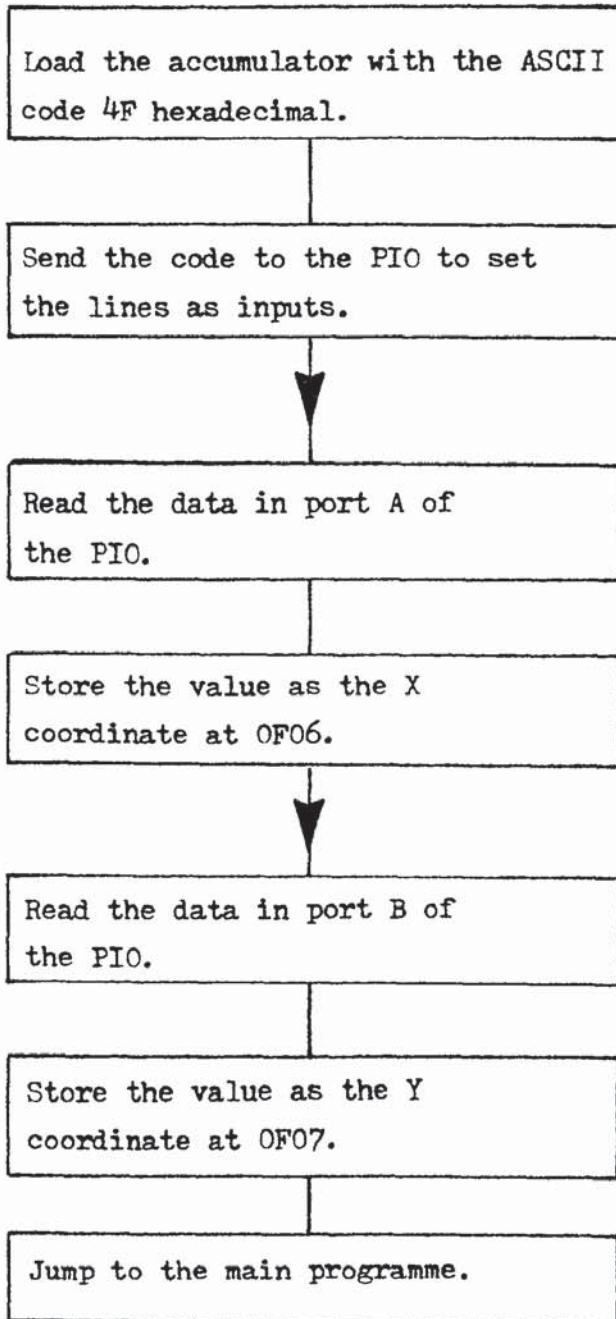 Load the accumulator with the ASCII
code 4F hexadecimal.
Send the code to the PIO to set
the lines as inputs.
Read the data in port A of
the PIO.
Store the value as the X
coordinate at 0F06.
Read the data in port B of
the PIO.
Store the value as the Y
coordinate at 0F07.
Jump to the main programme.